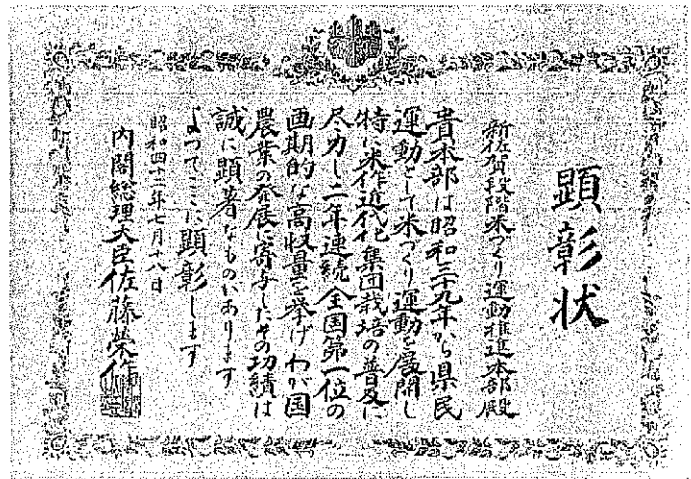 顕彰状
新佐賀段階米づくり運動推進本部殿
貴本部は昭和三十九年から県民
運動として米づくり運動を展開し
特に米作近代化集団栽培の普及に
尽力し二年連続全国第一位の
画期的な高収量を挙げわが国
農業の発展に寄与したその功績は
誠に顕著なものがあります
よつてここに顕彰します
昭和四十二年七月十八日
内閣総理大臣佐藤榮作